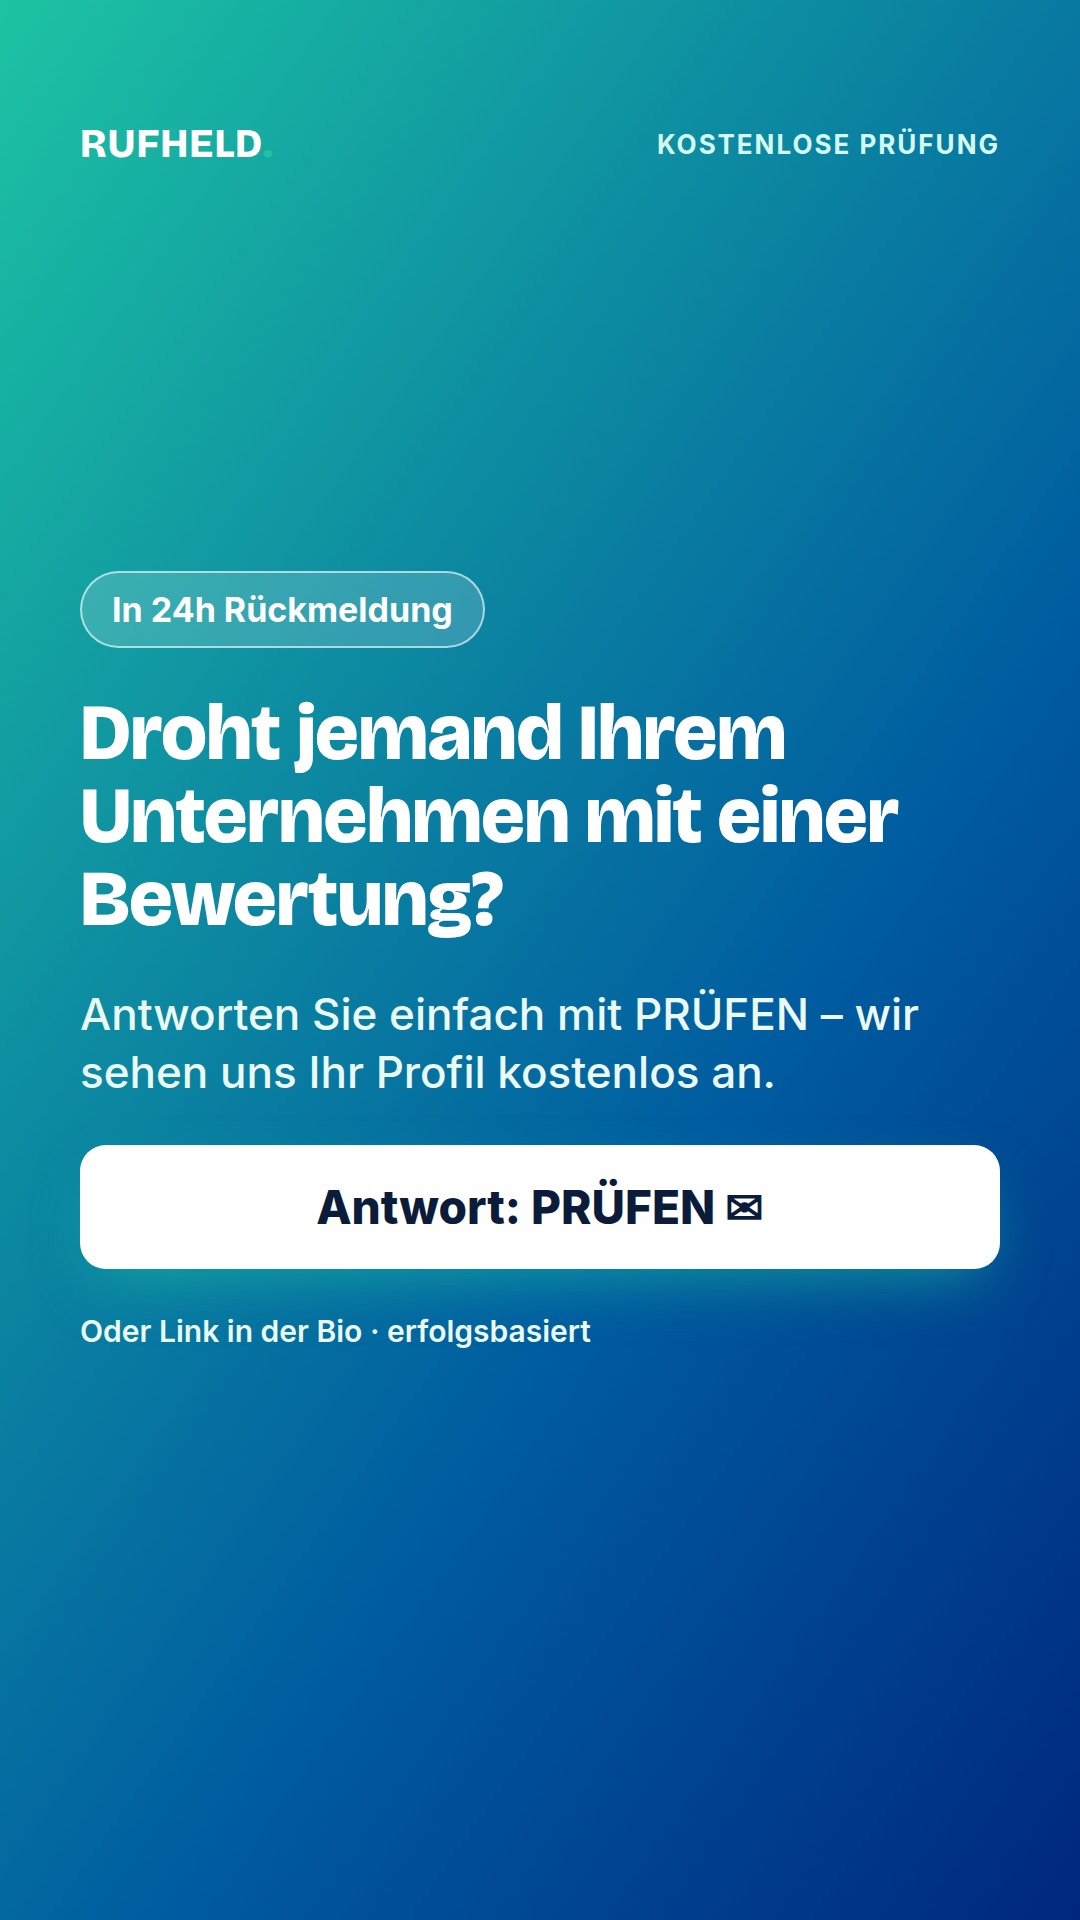 RUFHELD.
KOSTENLOSE PRÜFUNG
In 24h Rückmeldung
Droht jemand Ihrem
Unternehmen mit einer
Bewertung?
Antworten Sie einfach mit PRÜFEN – wir
sehen uns Ihr Profil kostenlos an.
Antwort: PRÜFEN ✉
Oder Link in der Bio · erfolgsbasiert